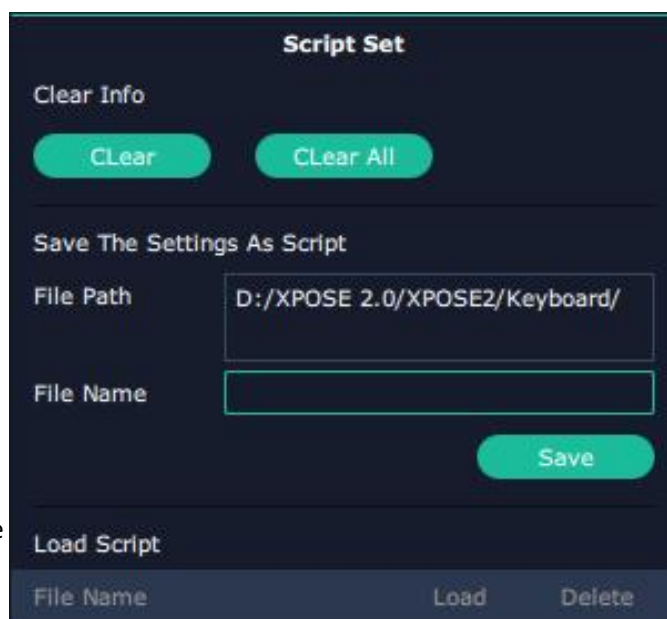 Script Set
Clear Info
CLear CLear All
Save The Settings As Script
File Path D:/XPOSE 2.0/XPOSE2/Keyboard/
File Name
Save
e
Load Script
File Name Load Delete